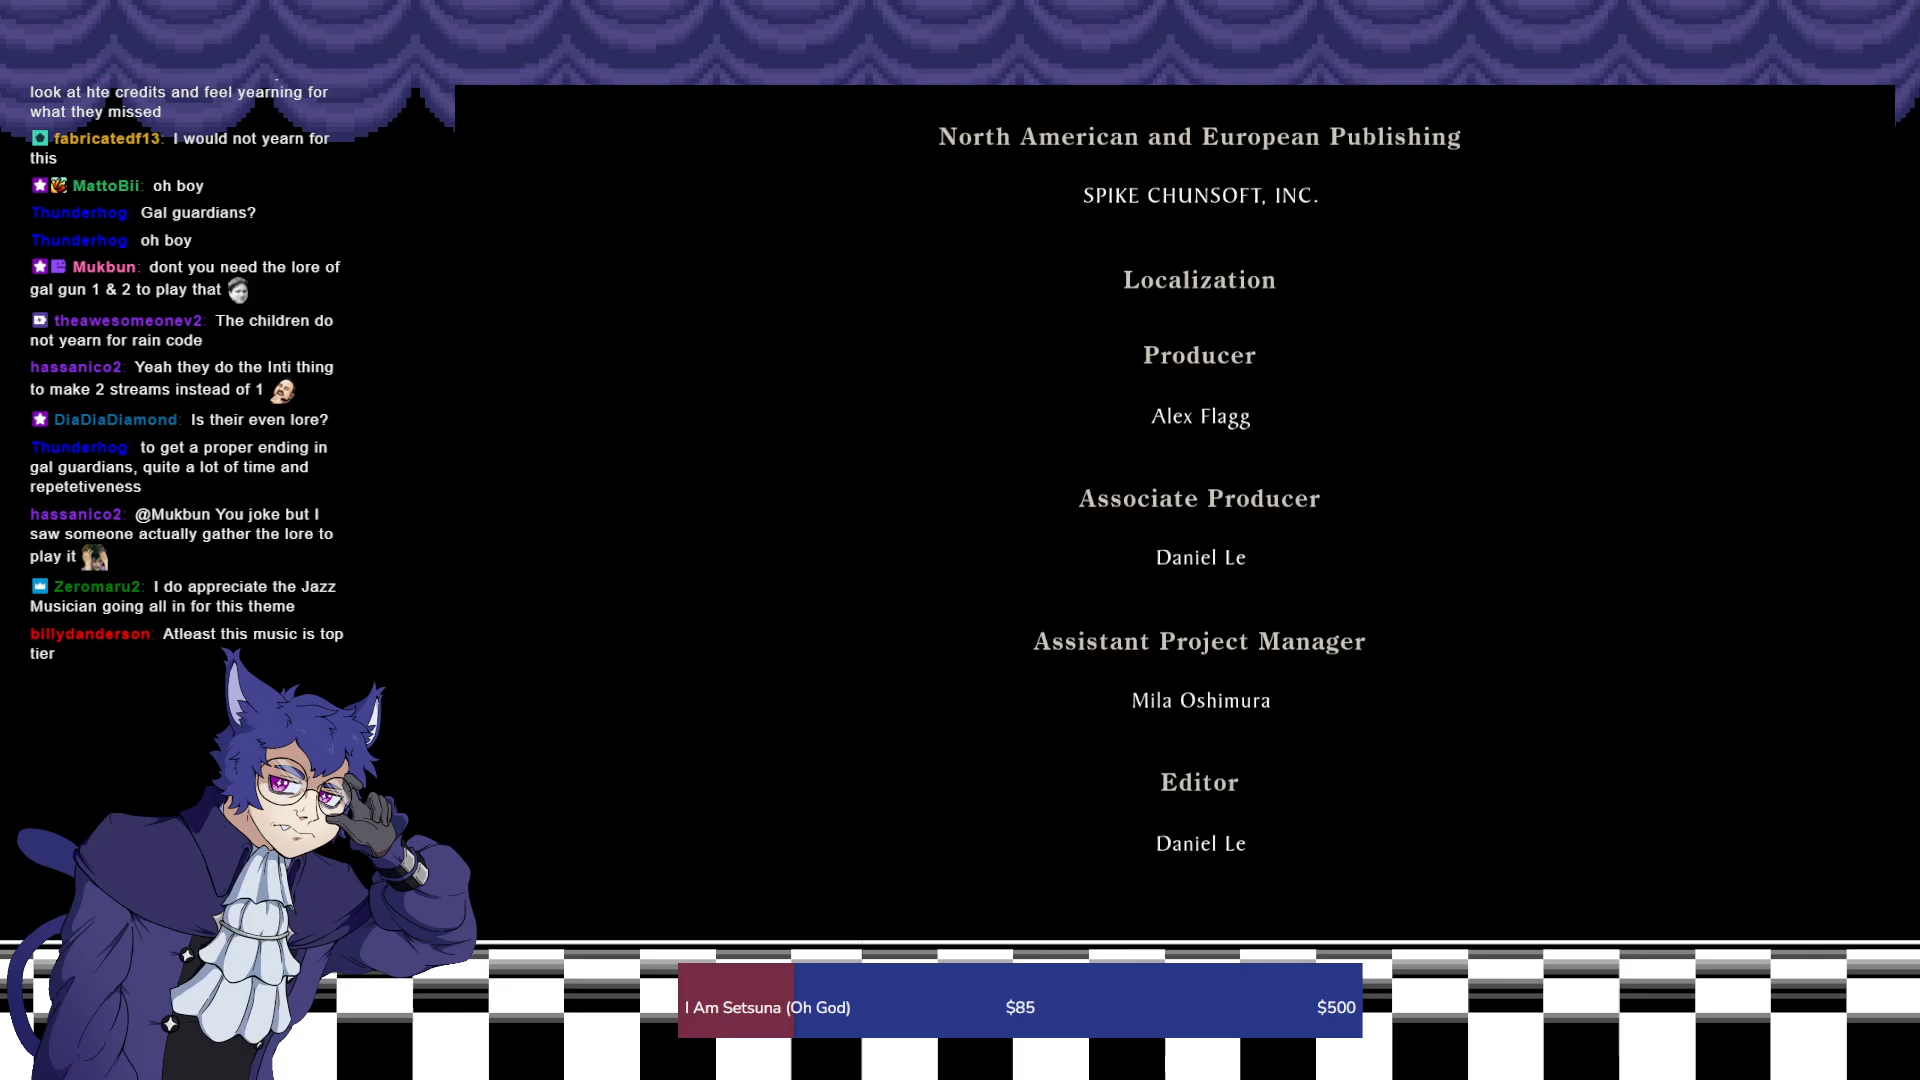 look at hte credits and feel yearning for
what they missed
fabricatedf13: I would not yearn for
this
MattoBii: oh boy
Thunderhog: Gal guardians?
Thunderhog: oh boy
Mukbun: dont you need the lore of
gal gun 1 & 2 to play that
theawesomeonev2: The children do
not yearn for rain code
hassanico2: Yeah they do the Inti thing
to make 2 streams instead of 1
DiaDiaDiamond: Is their even lore?
Thunderhog: to get a proper ending in
gal guardians, quite a lot of time and
repetetiveness
hassanico2: @Mukbun You joke but I
saw someone actually gather the lore to
play it
Zeromaru2: I do appreciate the Jazz
Musician going all in for this theme
billydanderson: Atleast this music is top
tier
North American and European Publishing
SPIKE CHUNSOFT, INC.
Localization
Producer
Alex Flagg
Associate Producer
Daniel Le
Assistant Project Manager
Mila Oshimura
Editor
Daniel Le
I Am Setsuna (Oh God) $85 $500